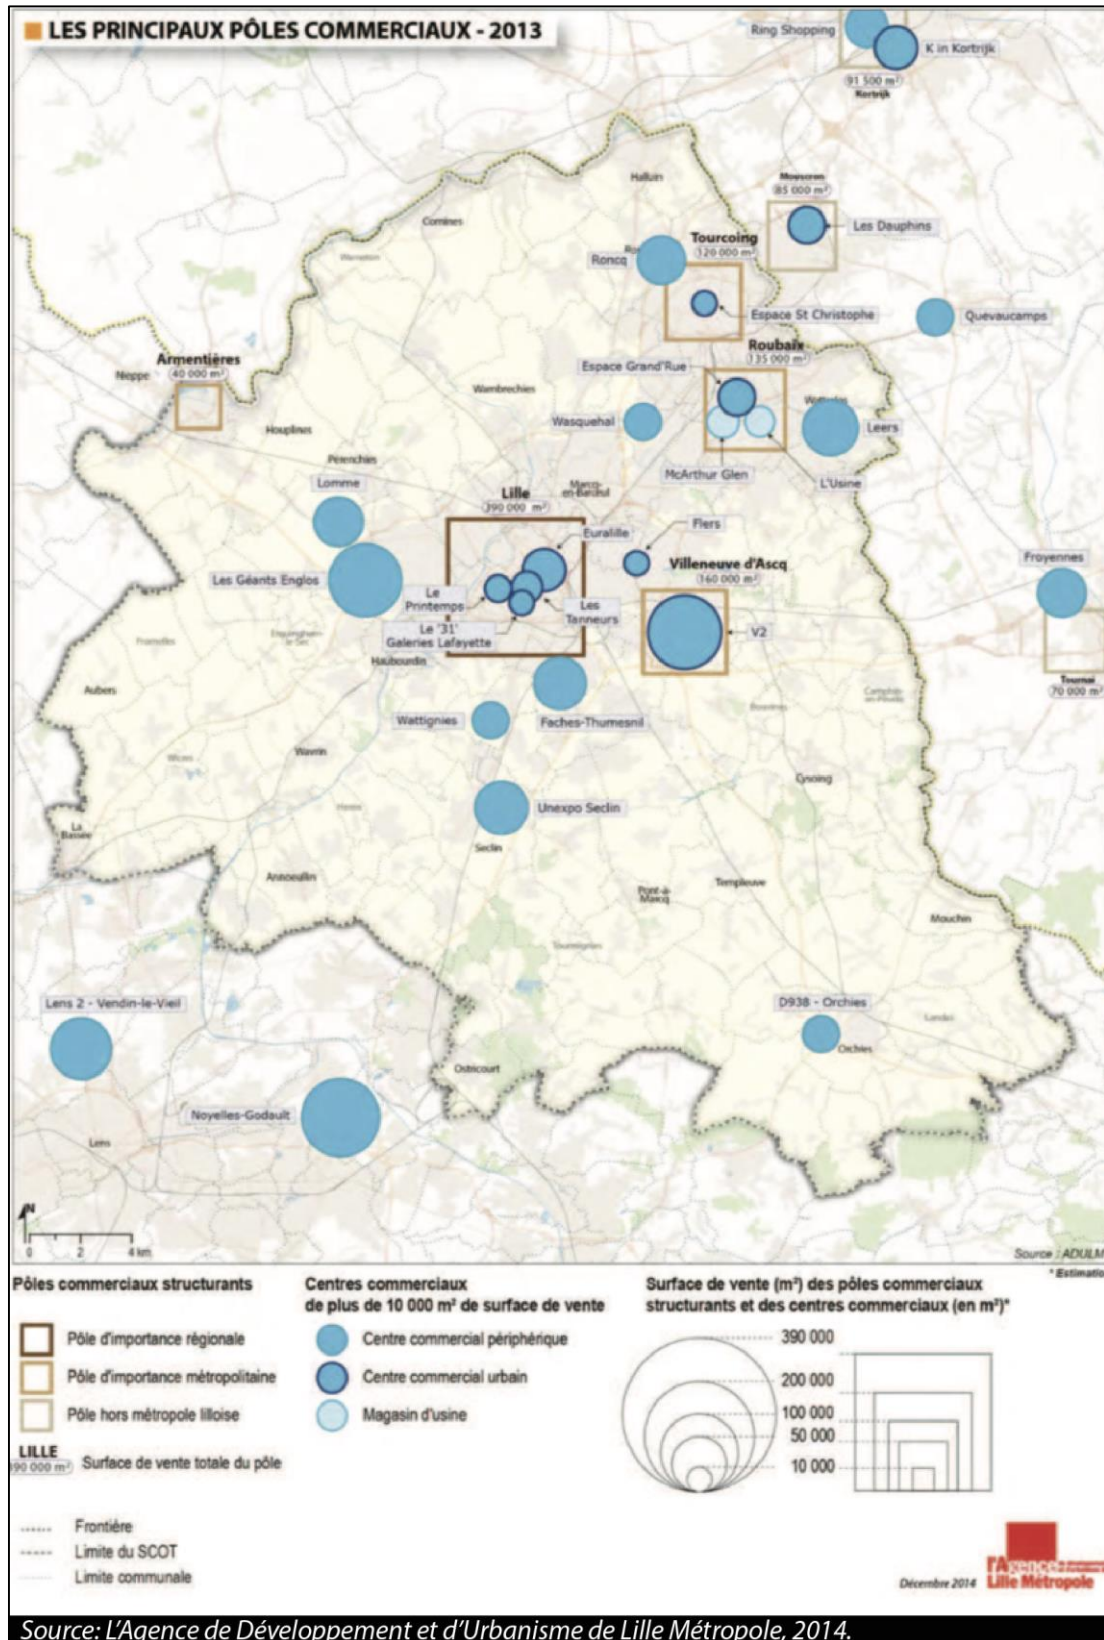 LES PRINCIPAUX PÔLES COMMERCIAUX - 2013
Ring Shopping
K in Kortrijk
91 500 m²
Kortrijk
Halluin
Mouscron
85 000 m²
Comines
Les Dauphins
Warneton
Tourcoing
120 000 m²
Roncq
Quevaucamps
Espace St Christophe
Roubaix
135 000 m²
Armentières
40 000 m²
Nieppe
Espace Grand'Rue
Wambrechies
Wasquehal
Leers
Houplines
Pérenchies
McArthur Glen
L'Usine
Lomme
Marcq-
en-Barœul
Lille
390 000 m²
Euralille
Flers
Froyennes
Villeneuve d'Ascq
160 000 m²
Les Géants Englos
Le
Printemps
Les
Tanneurs
Le '31'
Galeries Lafayette
V2
Haubourdin
Tournai
70 000 m²
Aubers
Wattignies
Faches-Thumesnil
Wavrin
Cysoing
Unexpo Seclin
La
Bassée
Seclin
Annoeullin
Pont-à-
Marcq
Templeuve
Mouchin
Lens 2 - Vendin-le-Vieil
D938 - Orchies
Orchies
Landas
Ostricourt
Noyelles-Godault
Lens
N
0 2 4 km
Source : ADULM
* Estimatio
Pôles commerciaux structurants
Pôle d'importance régionale
Pôle d'importance métropolitaine
Pôle hors métropole lilloise
LILLE
390 000 m²
Surface de vente totale du pôle
Frontière
Limite du SCOT
Limite communale
Centres commerciaux
de plus de 10 000 m² de surface de vente
Centre commercial périphérique
Centre commercial urbain
Magasin d'usine
Surface de vente (m²) des pôles commerciaux
structurants et des centres commerciaux (en m²)*
390 000
200 000
100 000
50 000
10 000
Décembre 2014
l'Agence
Lille Métropole
Source: L'Agence de Développement et d'Urbanisme de Lille Métropole, 2014.